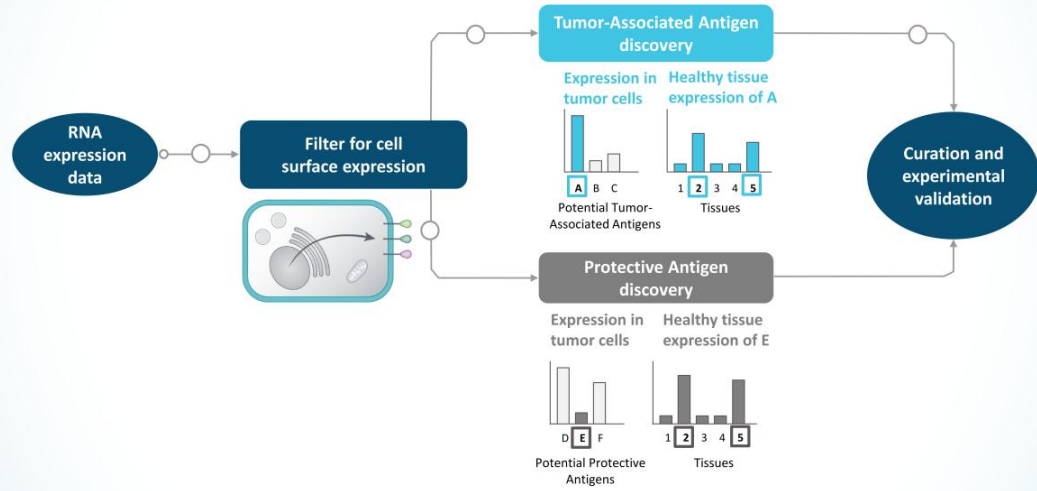 RNA
expression
data
Filter for cell
surface expression
Tumor-Associated Antigen
discovery
Expression in
tumor cells
Healthy tissue
expression of A
A B C
Potential Tumor-
Associated Antigens
1 2 3 4 5
Tissues
Protective Antigen
discovery
Expression in
tumor cells
Healthy tissue
expression of E
D E F
Potential Protective
Antigens
1 2 3 4 5
Tissues
Curation and
experimental
validation